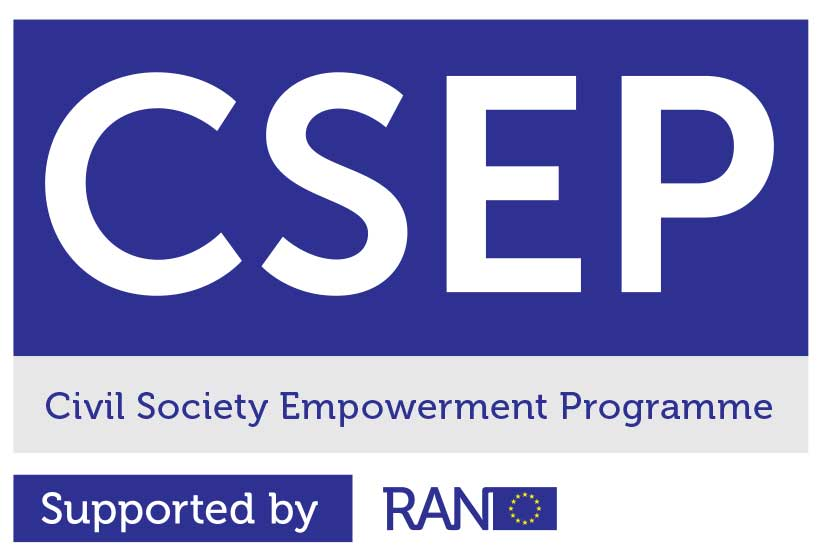 CSEP
Civil Society Empowerment Programme
Supported by RAN